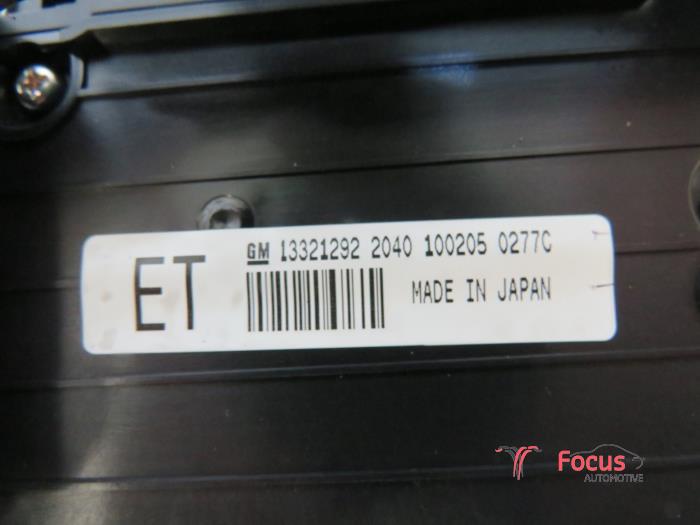 ET
GM 13321292 2040 100205 0277C
MADE IN JAPAN
Focus
AUTOMOTIVE